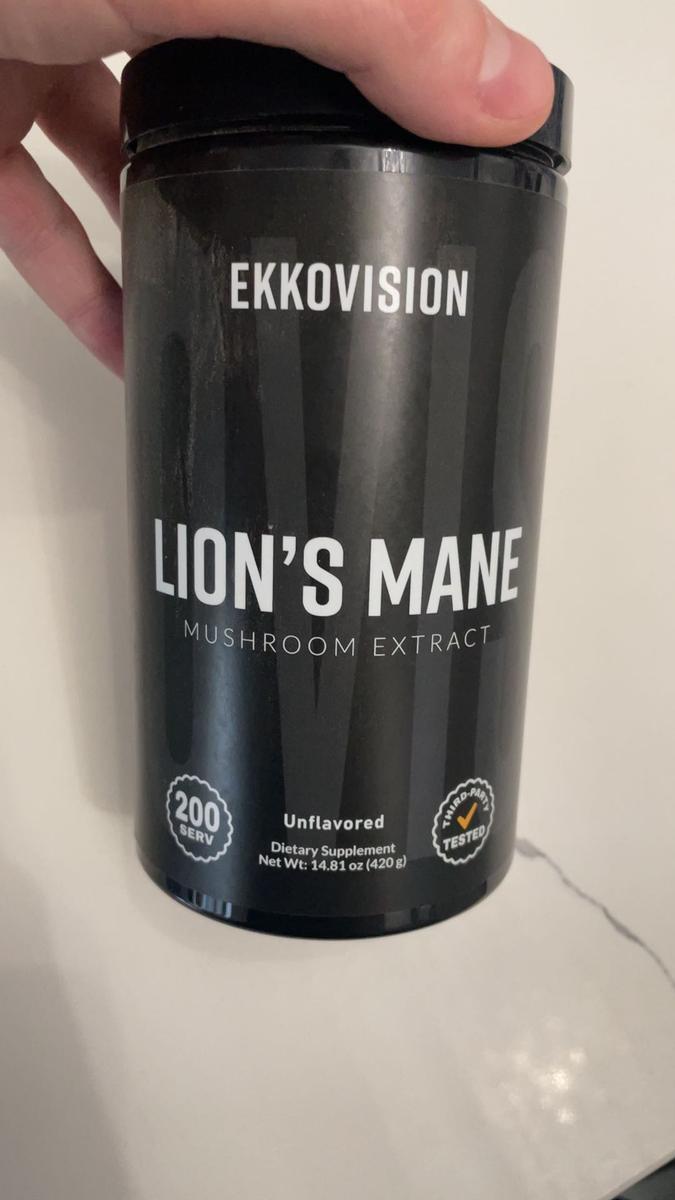 EKKOVISION
LION'S MANE
MUSHROOM EXTRACT
200
SERV
Unflavored
Dietary Supplement
Net Wt: 14.81 oz (420 g)
THIRD-PARTY
TESTED